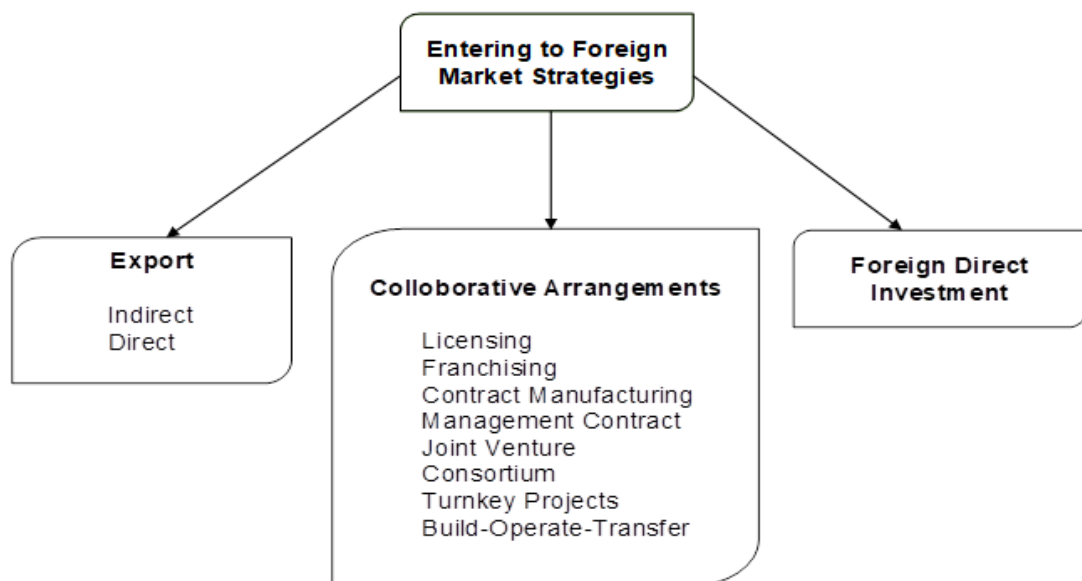 Entering to Foreign
Market Strategies
Export
Indirect
Direct
Colloborative Arrangements
Licensing
Franchising
Contract Manufacturing
Management Contract
Joint Venture
Consortium
Turnkey Projects
Build-Operate-Transfer
Foreign Direct
Investment